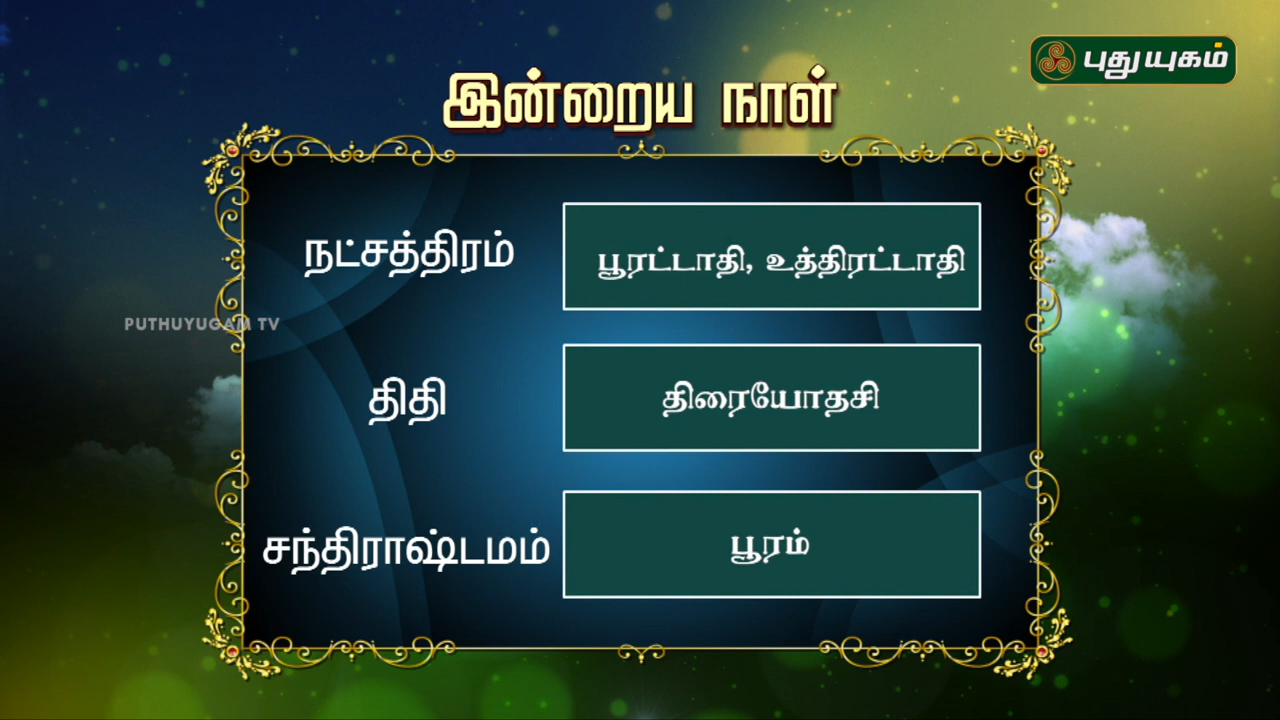 புதுயுகம்
இன்றைய நாள்
நட்சத்திரம்
பூரட்டாதி, உத்திரட்டாதி
PUTHUYUGAM TV
திதி
திரையோதசி
சந்திராஷ்டமம்
பூரம்